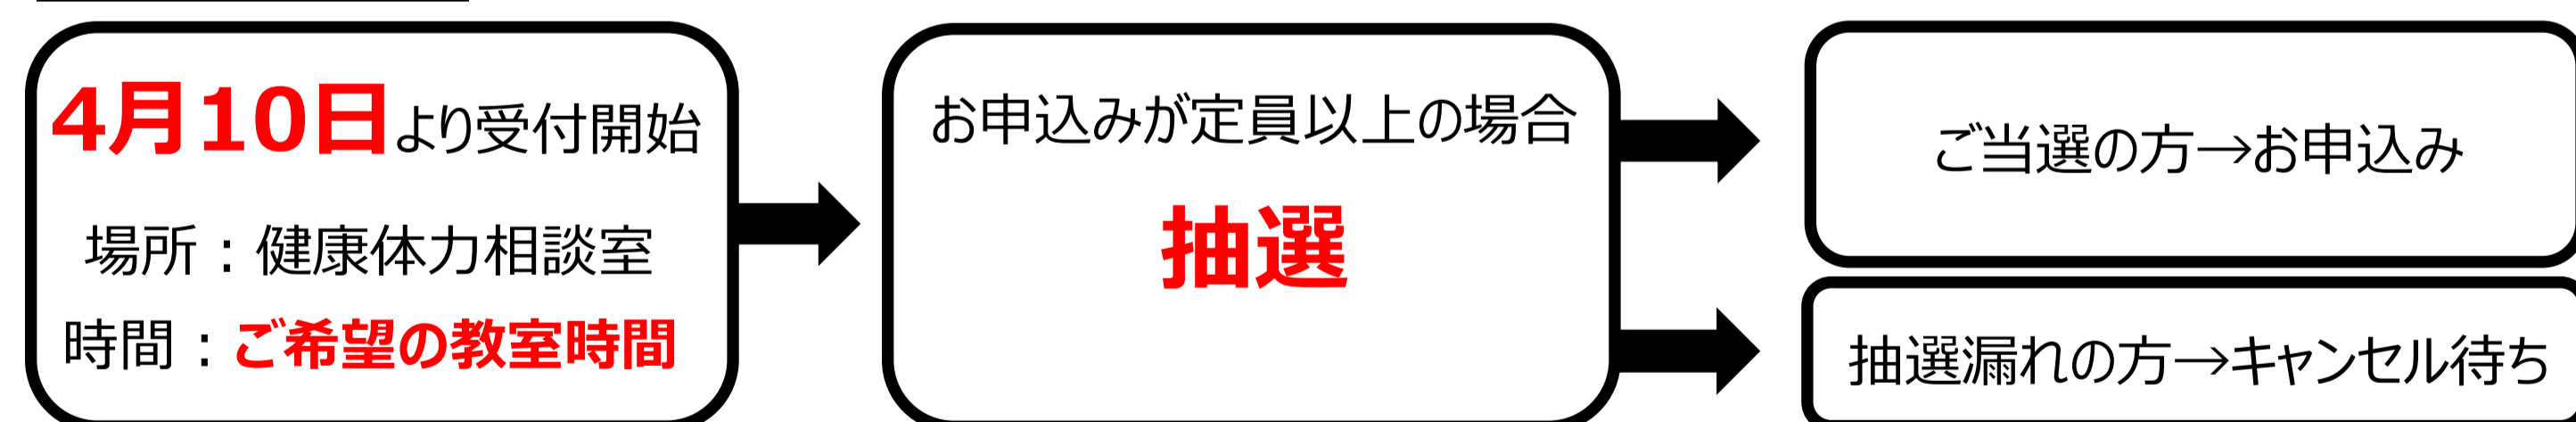 4月10日より受付開始
場所：健康体力相談室
時間：ご希望の教室時間
お申込みが定員以上の場合
抽選
ご当選の方→お申込み
抽選漏れの方→キャンセル待ち